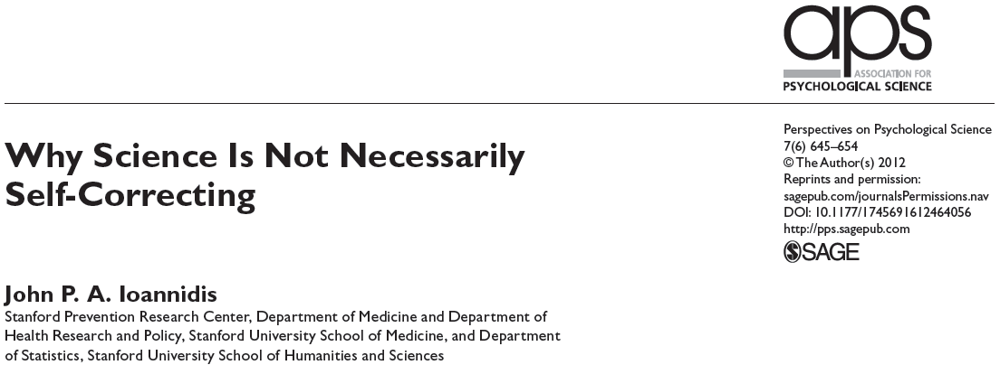 aps
ASSOCIATION FOR
PSYCHOLOGICAL SCIENCE
Why Science Is Not Necessarily
Self-Correcting
Perspectives on Psychological Science
7(6) 645–654
© The Author(s) 2012
Reprints and permission:
sagepub.com/journalsPermissions.nav
DOI: 10.1177/1745691612464056
http://pps.sagepub.com
SAGE
John P. A. Ioannidis
Stanford Prevention Research Center, Department of Medicine and Department of
Health Research and Policy, Stanford University School of Medicine, and Department
of Statistics, Stanford University School of Humanities and Sciences